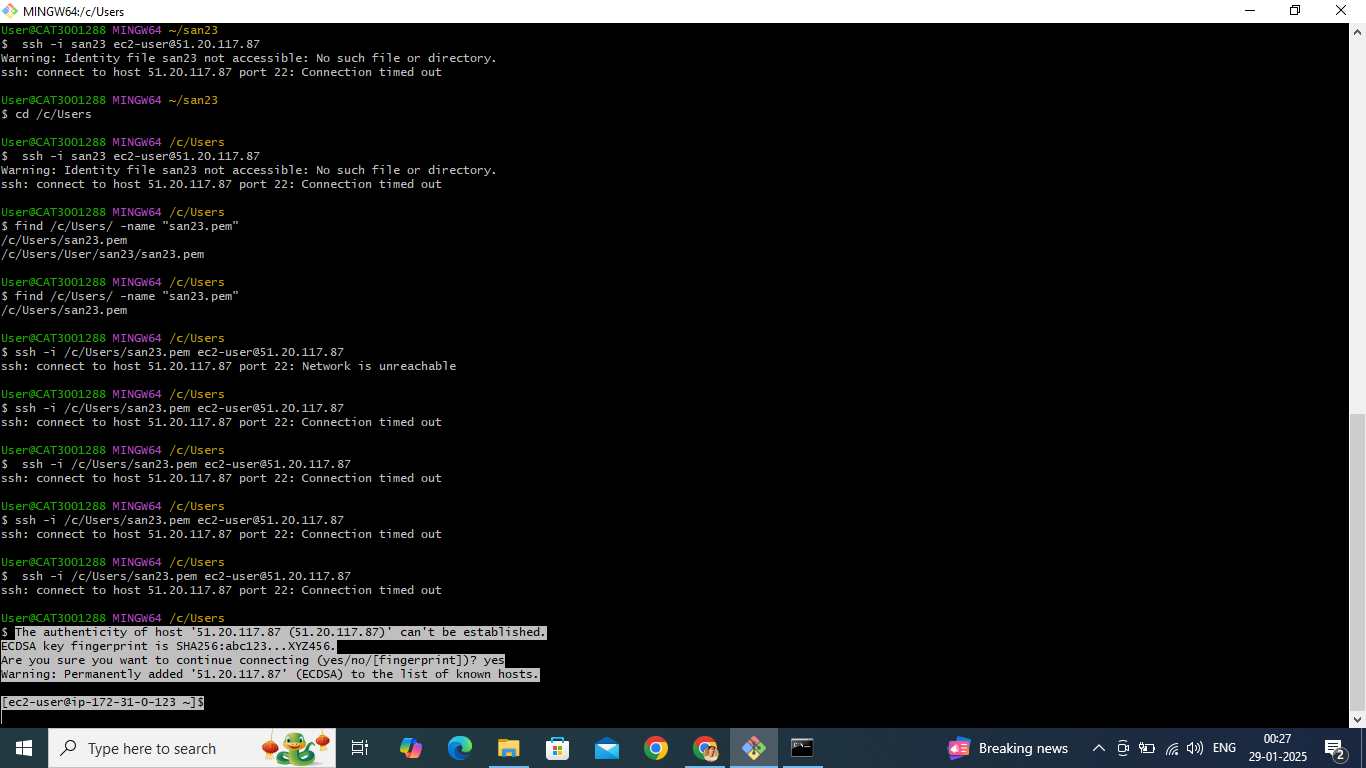 MINGW64:/c/Users
User@CAT3001288 MINGW64 ~/san23
$  ssh -i san23 ec2-user@51.20.117.87
Warning: Identity file san23 not accessible: No such file or directory.
ssh: connect to host 51.20.117.87 port 22: Connection timed out
User@CAT3001288 MINGW64 ~/san23
$ cd /c/Users
User@CAT3001288 MINGW64 /c/Users
$  ssh -i san23 ec2-user@51.20.117.87
Warning: Identity file san23 not accessible: No such file or directory.
ssh: connect to host 51.20.117.87 port 22: Connection timed out
User@CAT3001288 MINGW64 /c/Users
$ find /c/Users/ -name "san23.pem"
/c/Users/san23.pem
/c/Users/User/san23/san23.pem
User@CAT3001288 MINGW64 /c/Users
$ find /c/Users/ -name "san23.pem"
/c/Users/san23.pem
User@CAT3001288 MINGW64 /c/Users
$ ssh -i /c/Users/san23.pem ec2-user@51.20.117.87
ssh: connect to host 51.20.117.87 port 22: Network is unreachable
User@CAT3001288 MINGW64 /c/Users
$ ssh -i /c/Users/san23.pem ec2-user@51.20.117.87
ssh: connect to host 51.20.117.87 port 22: Connection timed out
User@CAT3001288 MINGW64 /c/Users
$  ssh -i /c/Users/san23.pem ec2-user@51.20.117.87
ssh: connect to host 51.20.117.87 port 22: Connection timed out
User@CAT3001288 MINGW64 /c/Users
$ ssh -i /c/Users/san23.pem ec2-user@51.20.117.87
ssh: connect to host 51.20.117.87 port 22: Connection timed out
User@CAT3001288 MINGW64 /c/Users
$  ssh -i /c/Users/san23.pem ec2-user@51.20.117.87
ssh: connect to host 51.20.117.87 port 22: Connection timed out
User@CAT3001288 MINGW64 /c/Users
$ The authenticity of host '51.20.117.87 (51.20.117.87)' can't be established.
ECDSA key fingerprint is SHA256:abc123...XYZ456.
Are you sure you want to continue connecting (yes/no/[fingerprint])? yes
Warning: Permanently added '51.20.117.87' (ECDSA) to the list of known hosts.
[ec2-user@ip-172-31-0-123 ~]$
Type here to search
Breaking news
ENG
00:27
29-01-2025
2